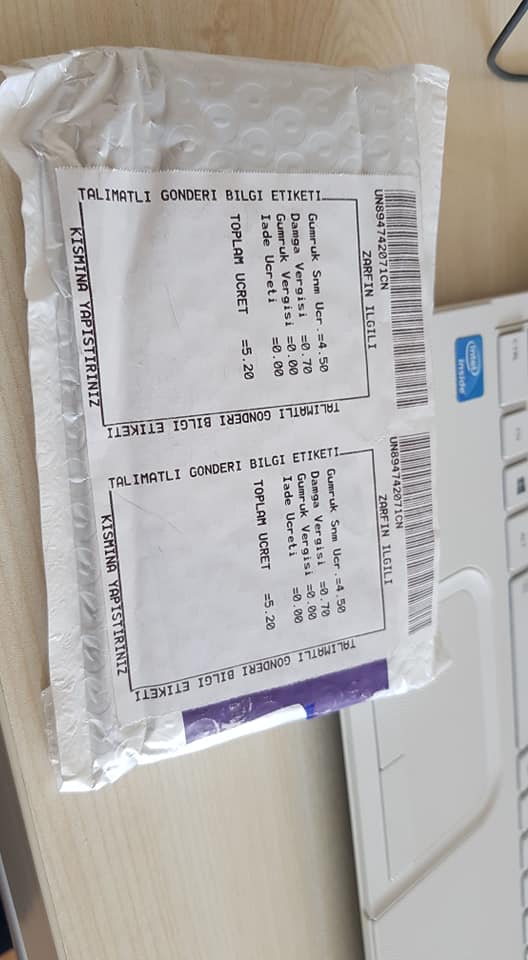 UN894742071CN
ZARFIN ILGILI
TALIMATLI GONDERI BILGI ETIKETI
Gumruk Snm Ucr.=4.50
Damga Vergisi =0.70
Gumruk Vergisi =0.00
Iade Ucreti =0.00
TOPLAM UCRET =5.20
TALIMATLI GONDERI BILGI ETIKETI
KISMINA YAPISTIRINIZ
UN894742071CN
ZARFIN ILGILI
TALIMATLI GONDERI BILGI ETIKETI
Gumruk Snm Ucr.=4.50
Damga Vergisi =0.70
Gumruk Vergisi =0.00
Iade Ucreti =0.00
TOPLAM UCRET =5.20
TALIMATLI GONDERI BILGI ETIKETI
KISMINA YAPISTIRINIZ
intel
inside